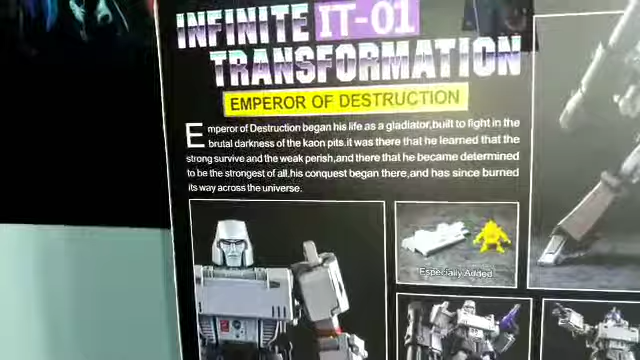 INFINITE IT-01
TRANSFORMATION
EMPEROR OF DESTRUCTION
Emperor of Destruction began his life as a gladiator,built to fight in the
brutal darkness of the kaon pits.it was there that he learned that the
strong survive and the weak perish,and there that he became determined
to be the strongest of all,his conquest began there,and has since burned
its way across the universe.
Especially Added